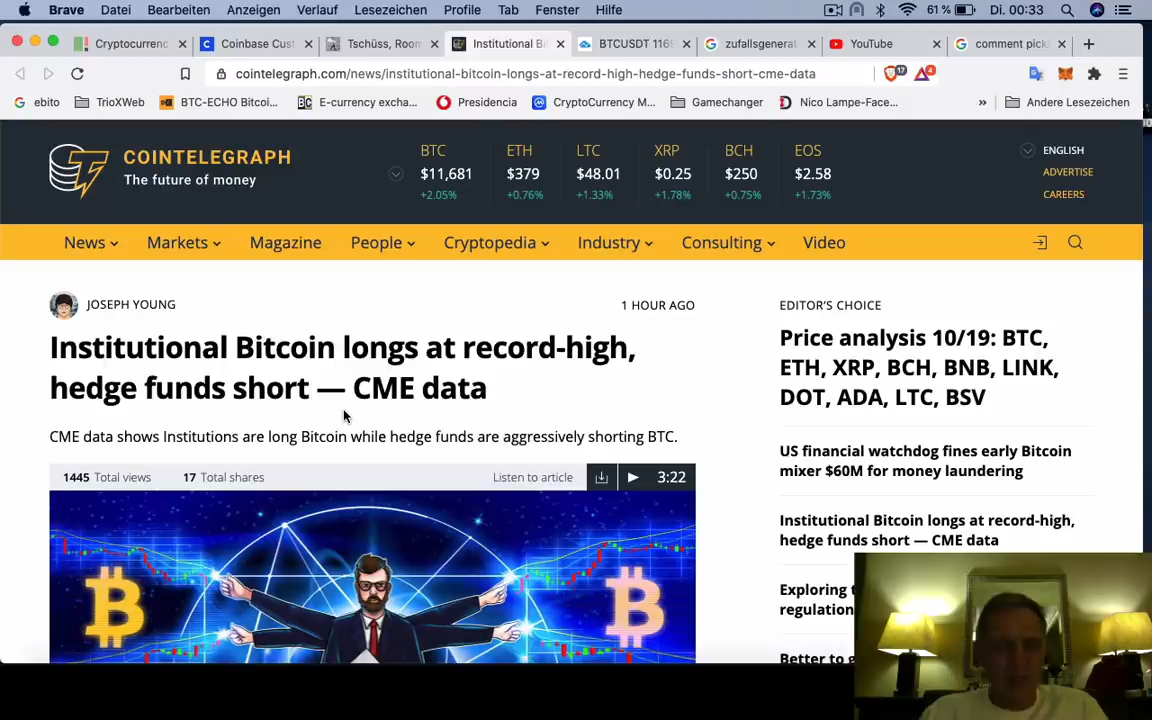 Brave Datei Bearbeiten Anzeigen Verlauf Lesezeichen Profile Tab Fenster Hilfe 61 % Di. 00:33
Cryptocurrenc Coinbase Cust Tschüss, Roon Institutional Bi BTCUSDT 116 zufallsgenera YouTube comment pick
cointelegraph.com/news/institutional-bitcoin-longs-at-record-high-hedge-funds-short-cme-data 17 4
ebito TrioXWeb BTC-ECHO Bitcoi... E-currency excha... Presidencia CryptoCurrency M... Gamechanger Nico Lampe-Face... » Andere Lesezeichen
COINTELEGRAPH
The future of money
BTC ETH LTC XRP BCH EOS
$11,681 $379 $48.01 $0.25 $250 $2.58
+2.05% +0.76% +1.33% +1.78% +0.75% +1.73%
ENGLISH
ADVERTISE
CAREERS
News Markets Magazine People Cryptopedia Industry Consulting Video
JOSEPH YOUNG 1 HOUR AGO
Institutional Bitcoin longs at record-high,
hedge funds short — CME data
CME data shows Institutions are long Bitcoin while hedge funds are aggressively shorting BTC.
1445 Total views 17 Total shares Listen to article 3:22
EDITOR'S CHOICE
Price analysis 10/19: BTC,
ETH, XRP, BCH, BNB, LINK,
DOT, ADA, LTC, BSV
US financial watchdog fines early Bitcoin
mixer $60M for money laundering
Institutional Bitcoin longs at record-high,
hedge funds short — CME data
Exploring
regulation
Better to